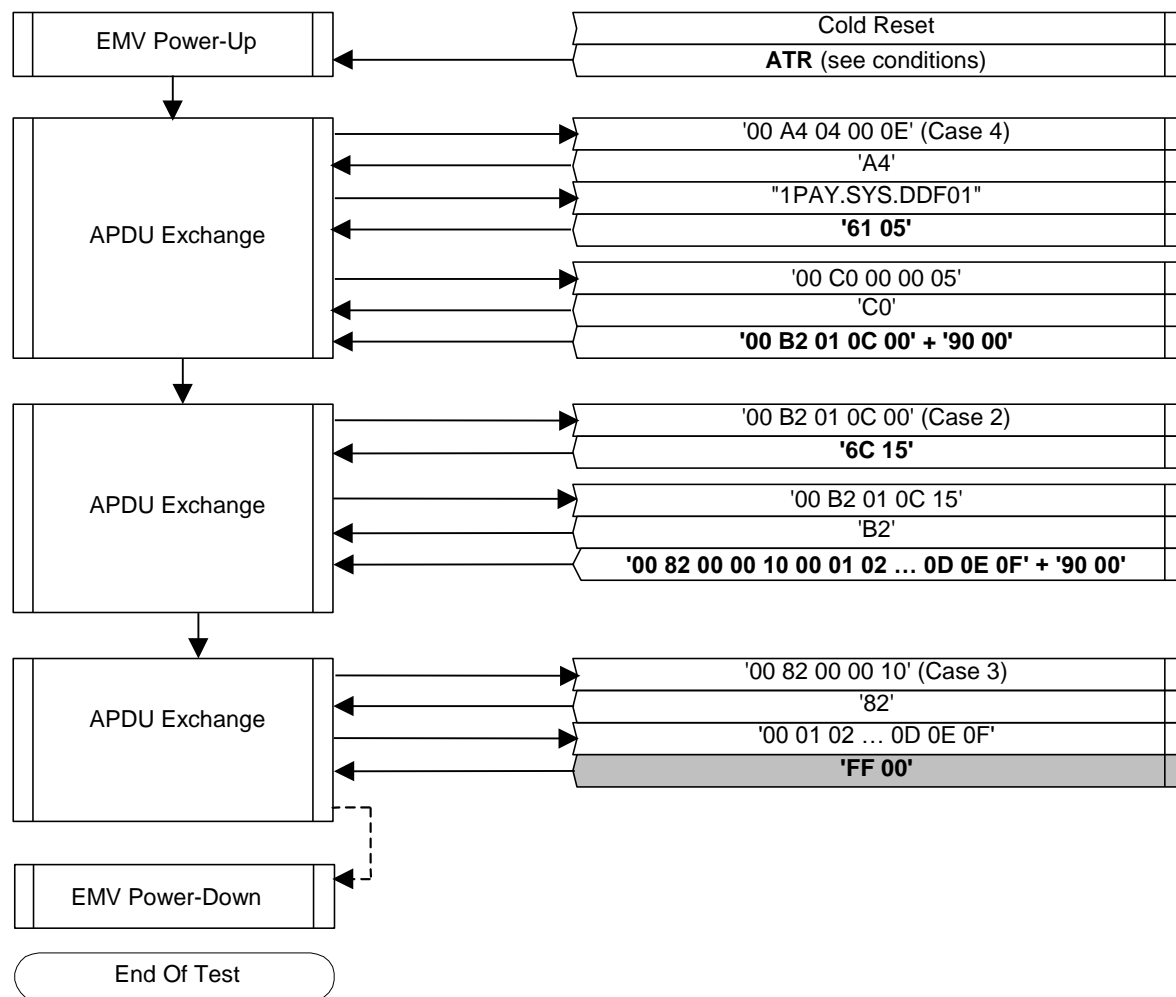 EMV Power-Up
Cold Reset
ATR (see conditions)
APDU Exchange
'00 A4 04 00 0E' (Case 4)
'A4'
"1PAY.SYS.DDF01"
'61 05'
'00 C0 00 00 05'
'C0'
'00 B2 01 0C 00' + '90 00'
APDU Exchange
'00 B2 01 0C 00' (Case 2)
'6C 15'
'00 B2 01 0C 15'
'B2'
'00 82 00 00 10 00 01 02 … 0D 0E 0F' + '90 00'
APDU Exchange
'00 82 00 00 10' (Case 3)
'82'
'00 01 02 … 0D 0E 0F'
'FF 00'
EMV Power-Down
End Of Test